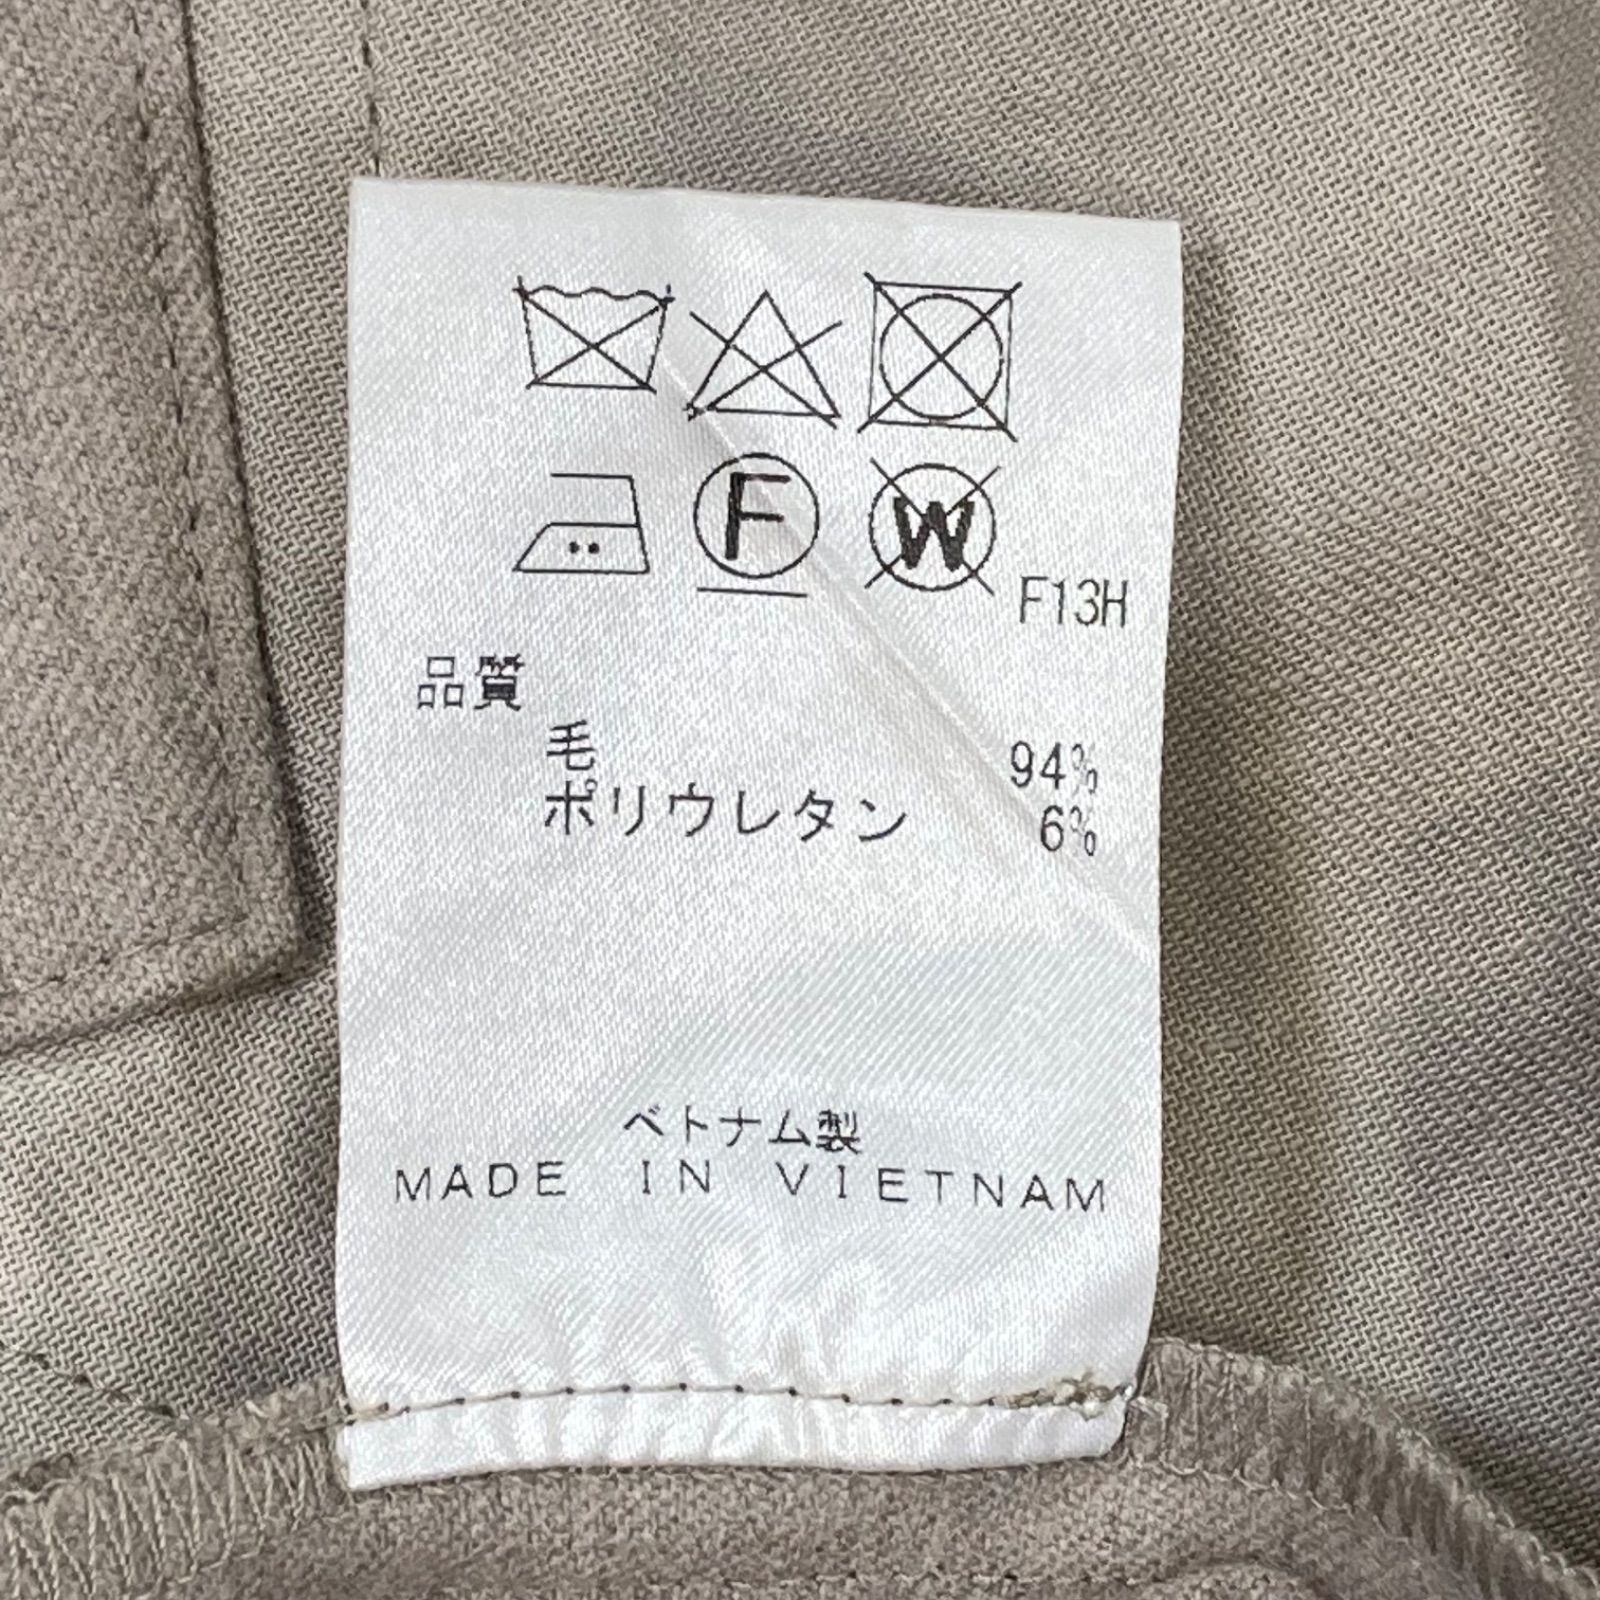 F W F13H
品質
毛 94%
ポリウレタン 6%
ベトナム製
MADE IN VIETNAM